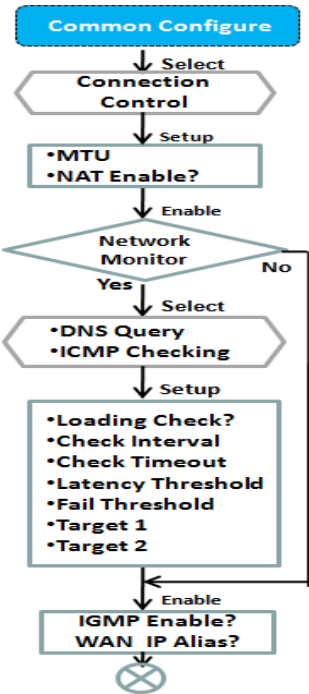 Common Configure
Select
Connection
Control
Setup
•MTU
•NAT Enable?
Enable
Network
Monitor
No
Yes
Select
•DNS Query
•ICMP Checking
Setup
•Loading Check?
•Check Interval
•Check Timeout
•Latency Threshold
•Fail Threshold
•Target 1
•Target 2
Enable
IGMP Enable?
WAN IP Alias?